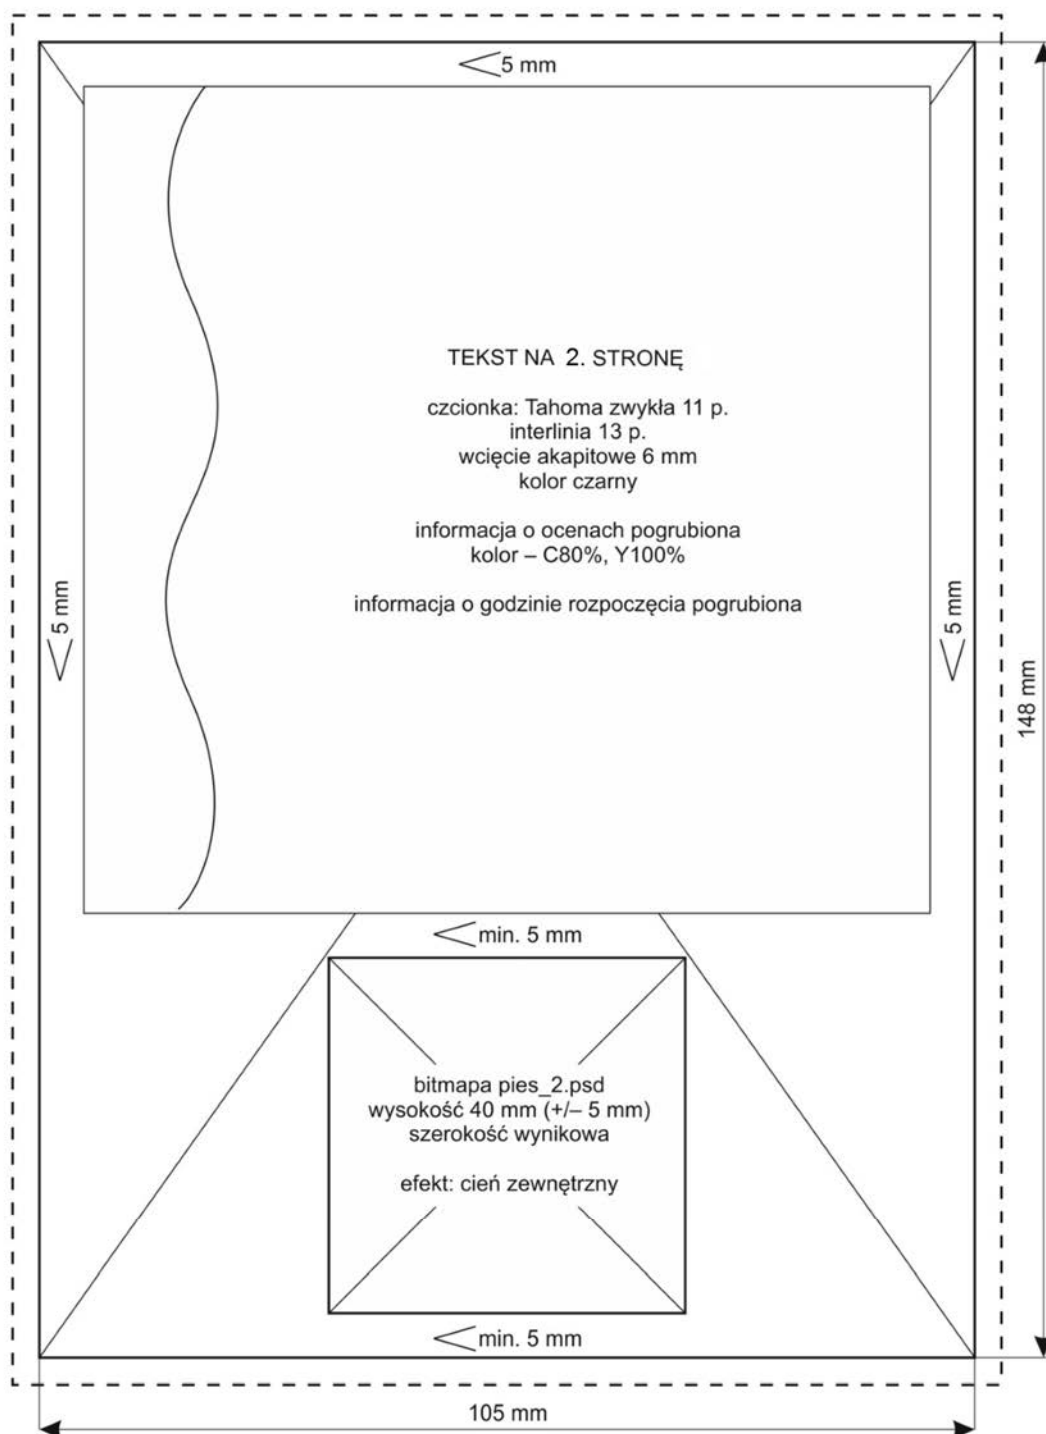 5 mm
TEKST NA 2. STRONĘ
czcionka: Tahoma zwykła 11 p.
interlinia 13 p.
wcięcie akapitowe 6 mm
kolor czarny
informacja o ocenach pogrubiona
kolor – C80%, Y100%
informacja o godzinie rozpoczęcia pogrubiona
5 mm
5 mm
148 mm
min. 5 mm
bitmapa pies_2.psd
wysokość 40 mm (+/– 5 mm)
szerokość wynikowa
efekt: cień zewnętrzny
min. 5 mm
105 mm